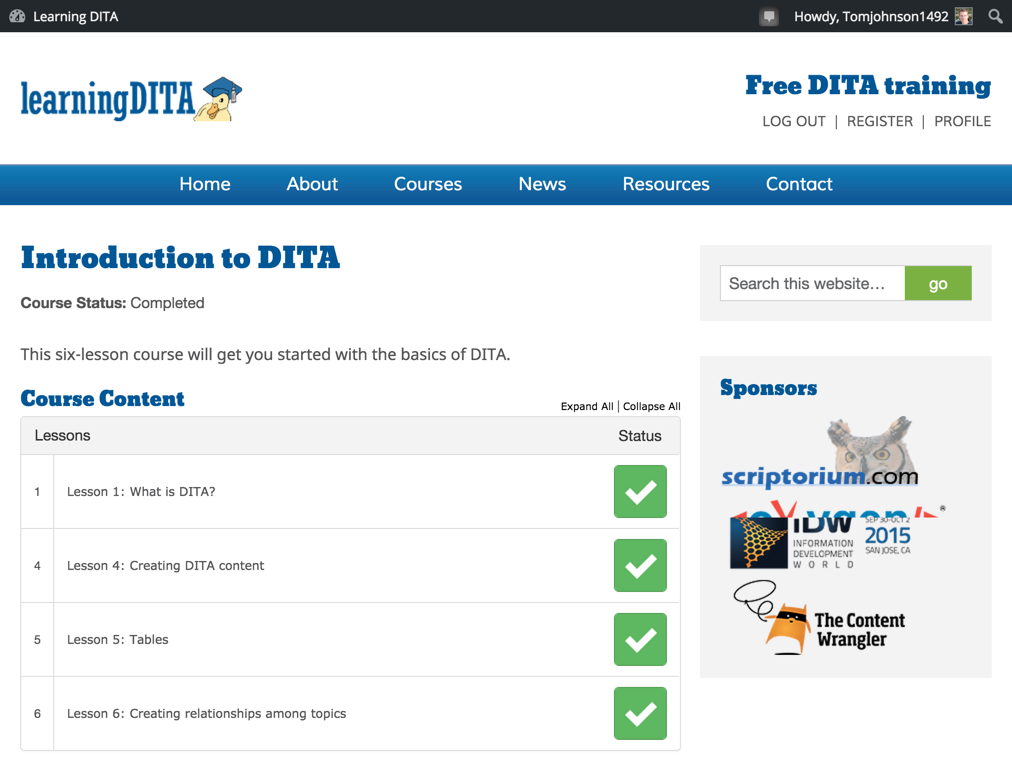 Learning DITA
Howdy, Tomjohnson1492
learningDITA
Free DITA training
LOG OUT | REGISTER | PROFILE
Home About Courses News Resources Contact
Introduction to DITA
Course Status: Completed
This six-lesson course will get you started with the basics of DITA.
Course Content
Expand All | Collapse All
Lessons Status
1 Lesson 1: What is DITA?
4 Lesson 4: Creating DITA content
5 Lesson 5: Tables
6 Lesson 6: Creating relationships among topics
Search this website... go
Sponsors
scriptorium.com
IDW
INFORMATION
DEVELOPMENT
WORLD
SEP 30-OCT 2
2015
SAN JOSE, CA
The Content
Wrangler